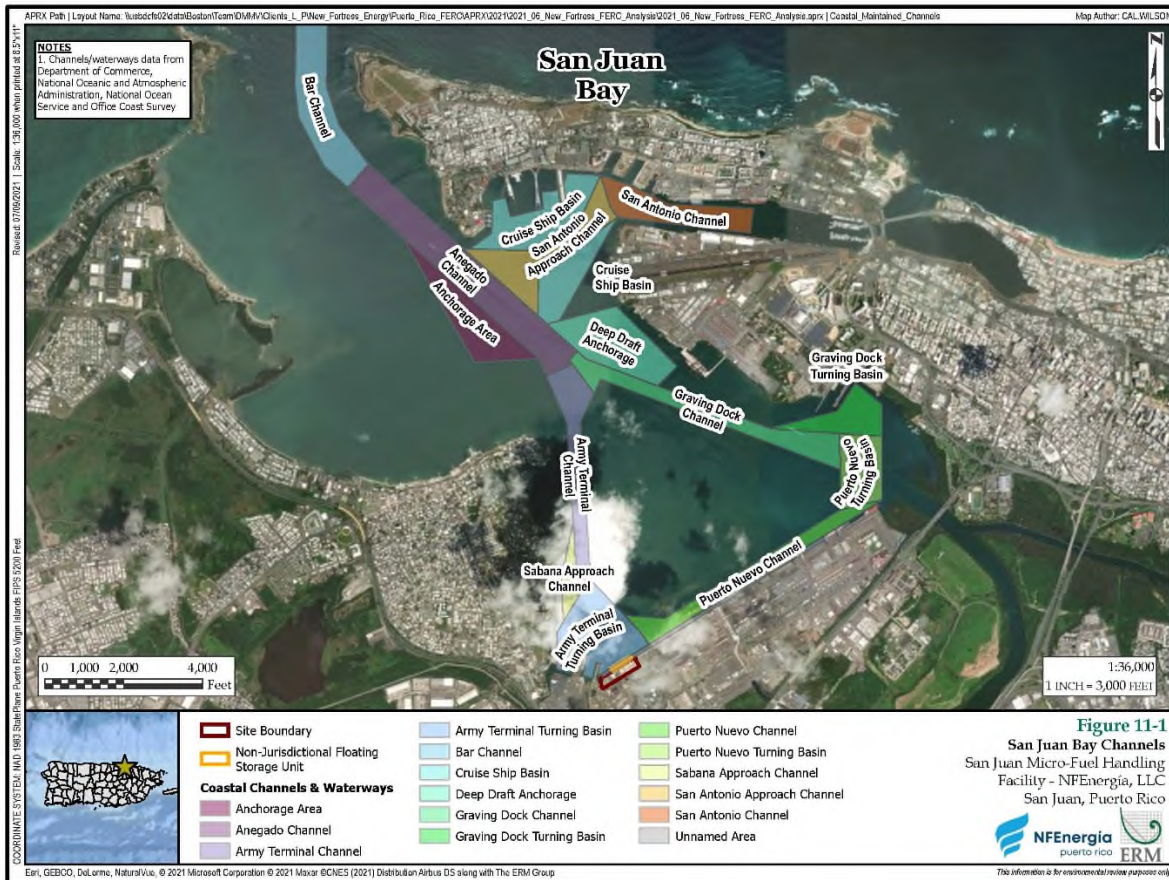 APRX Path | Layout Name: \\usbdcfs02\data\Boston\Team\DMMV\Clients_L_P\New_Fortress_Energy\Puerto_Rico_FERC\APRX\2021\2021_06_New_Fortress_FERC_Analysis\2021_06_New_Fortress_FERC_Analysis.aprx | Coastal_Maintained_Channels
Map Author: CAL.WILSON
Revised: 07/09/2021 | Scale: 1:36,000 when printed at 8.5"x11"
COORDINATE SYSTEM: NAD 1983 StatePlane Puerto Rico Virgin Islands FIPS 5200 Feet
NOTES
1. Channels/waterways data from
Department of Commerce,
National Oceanic and Atmospheric
Administration, National Ocean
Service and Office Coast Survey
San Juan
Bay
N
Bar Channel
Cruise Ship Basin
San Antonio
Approach Channel
San Antonio Channel
Cruise
Ship Basin
Anegado
Channel
Anchorage Area
Deep Draft
Anchorage
Graving Dock
Turning Basin
Graving Dock
Channel
Puerto Nuevo
Turning Basin
Army Terminal
Channel
Sabana Approach
Channel
Puerto Nuevo Channel
Army Terminal
Turning Basin
0 1,000 2,000 4,000
Feet
1:36,000
1 INCH = 3,000 FEET
Site Boundary
Non-Jurisdictional Floating
Storage Unit
Coastal Channels & Waterways
Anchorage Area
Anegado Channel
Army Terminal Channel
Army Terminal Turning Basin
Bar Channel
Cruise Ship Basin
Deep Draft Anchorage
Graving Dock Channel
Graving Dock Turning Basin
Puerto Nuevo Channel
Puerto Nuevo Turning Basin
Sabana Approach Channel
San Antonio Approach Channel
San Antonio Channel
Unnamed Area
Figure 11-1
San Juan Bay Channels
San Juan Micro-Fuel Handling
Facility - NFEnergía, LLC
San Juan, Puerto Rico
NFEnergía
puerto rico
ERM
Esri, GEBCO, DeLorme, NaturalVue, © 2021 Microsoft Corporation © 2021 Maxar ©CNES (2021) Distribution Airbus DS along with The ERM Group
This information is for environmental review purposes only.